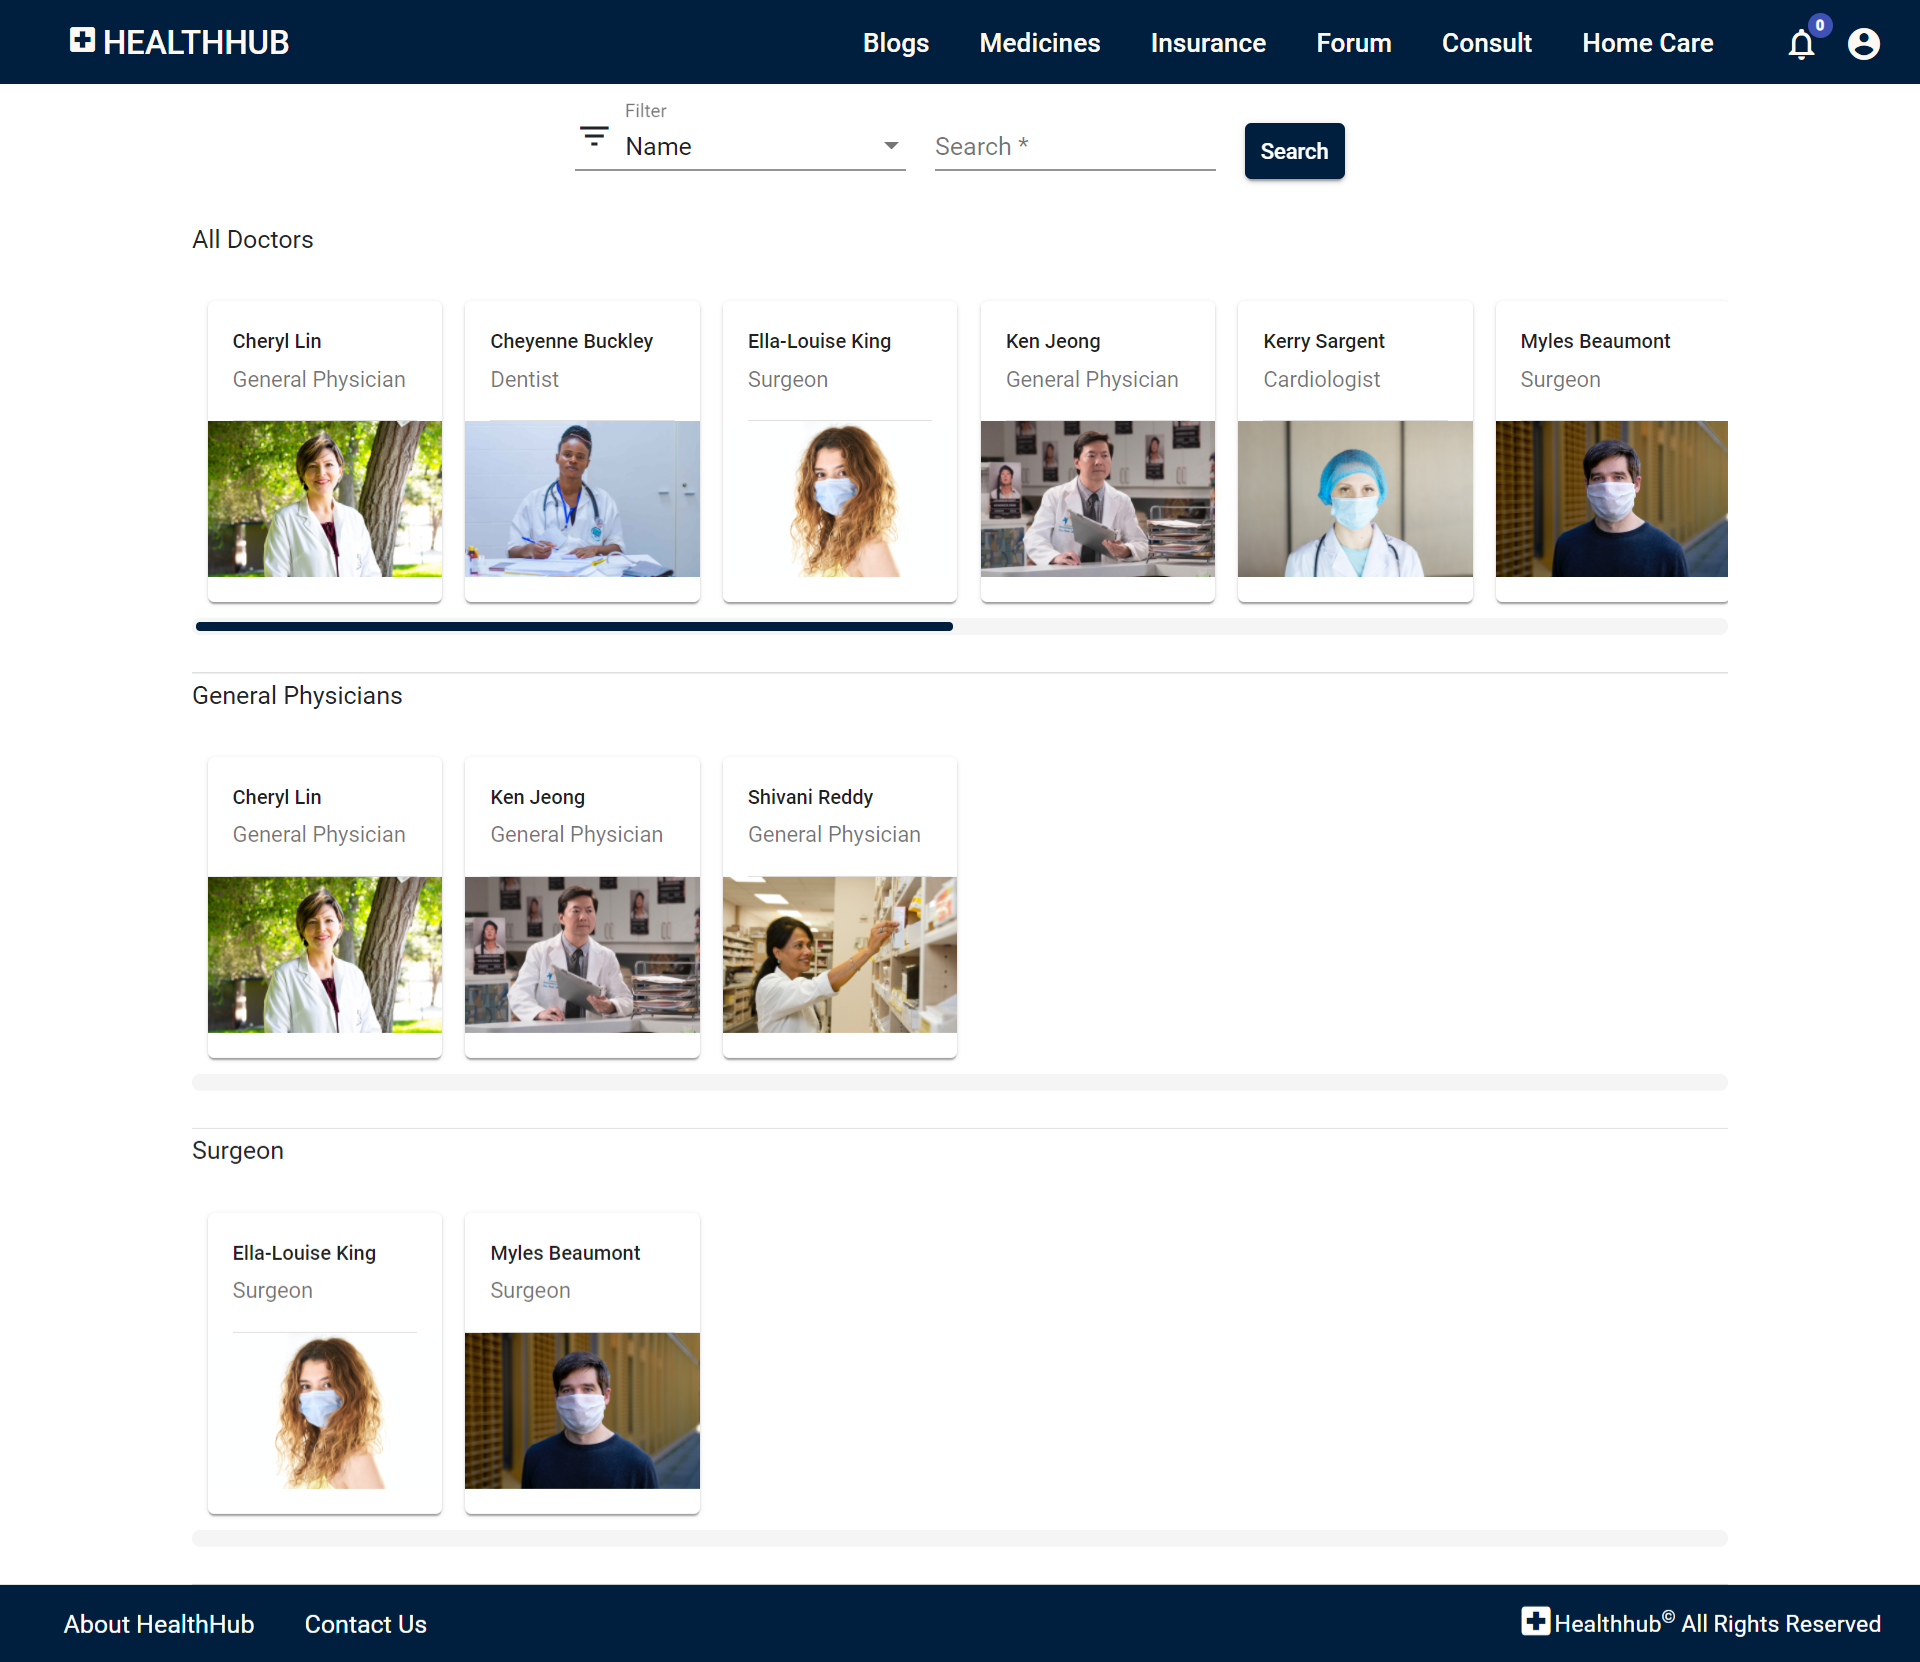 HEALTHHUB
Blogs Medicines Insurance Forum Consult Home Care 0
Filter
Name Search * Search
All Doctors
Cheryl Lin
General Physician
Cheyenne Buckley
Dentist
Ella-Louise King
Surgeon
Ken Jeong
General Physician
Kerry Sargent
Cardiologist
Myles Beaumont
Surgeon
General Physicians
Cheryl Lin
General Physician
Ken Jeong
General Physician
Shivani Reddy
General Physician
Surgeon
Ella-Louise King
Surgeon
Myles Beaumont
Surgeon
About HealthHub Contact Us Healthhub© All Rights Reserved